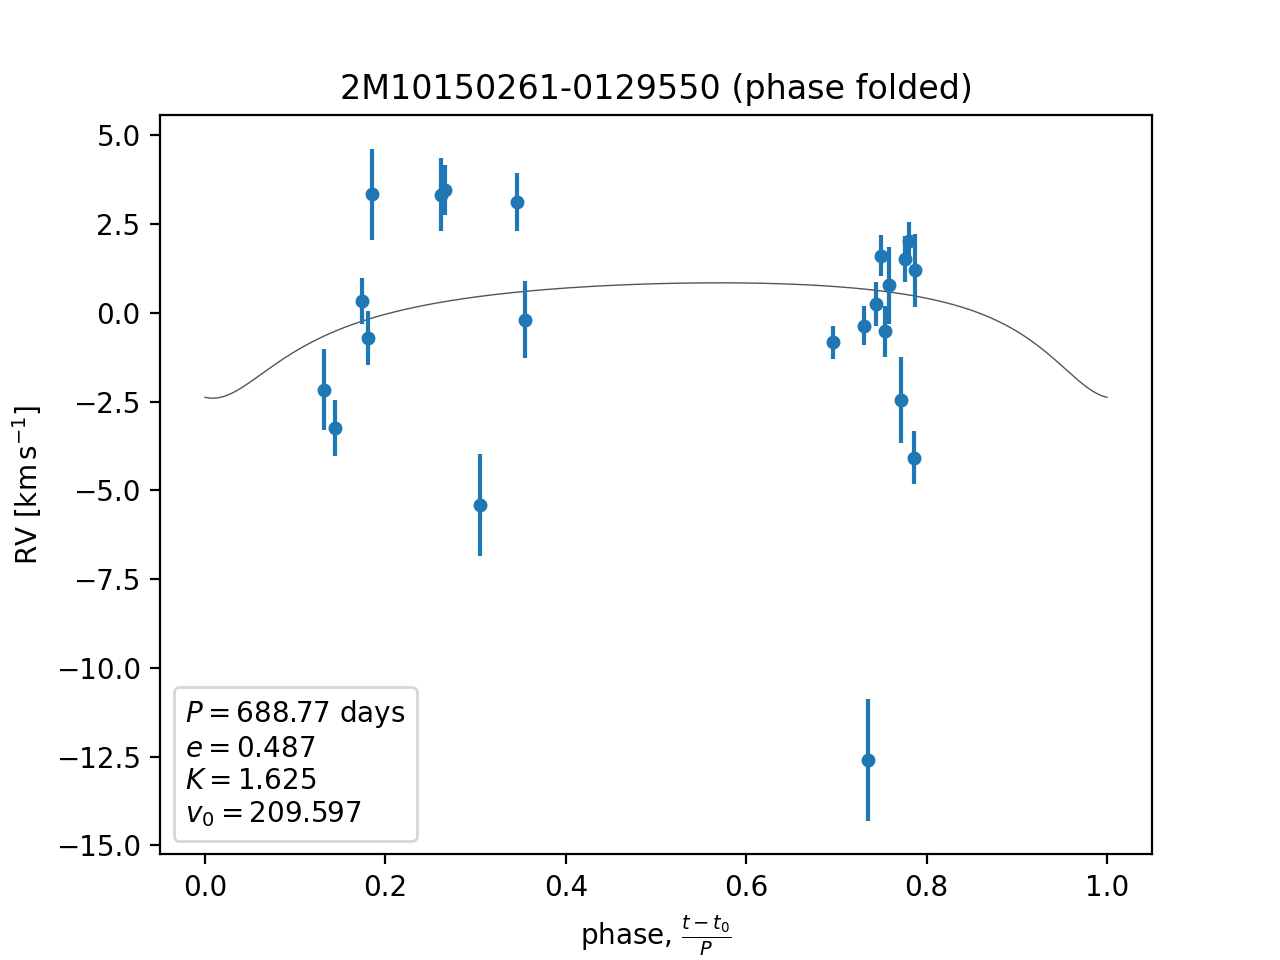 2M10150261-0129550 (phase folded)
5.0
2.5
0.0
−2.5
−5.0
−7.5
−10.0
−12.5
−15.0
RV [km s⁻¹]
P = 688.77 days
e = 0.487
K = 1.625
v₀ = 209.597
0.0 0.2 0.4 0.6 0.8 1.0
phase, (t − t₀)/P